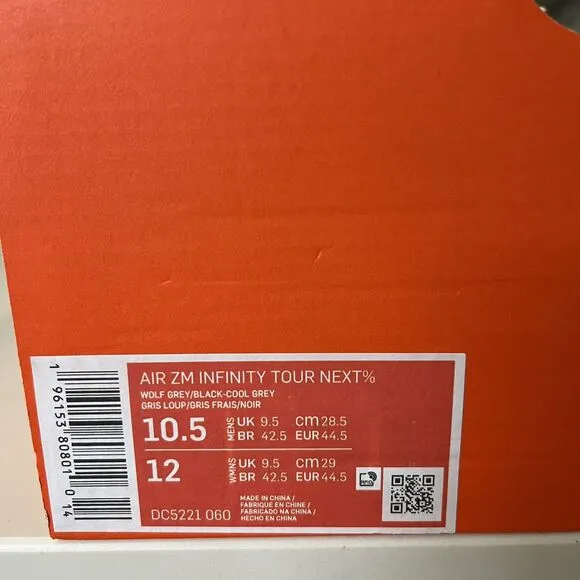 AIR ZM INFINITY TOUR NEXT%
WOLF GREY/BLACK-COOL GREY
GRIS LOUP/GRIS FRAIS/NOIR
10.5 MENS UK 9.5 CM 28.5
BR 42.5 EUR 44.5
12 WMNS UK 9.5 CM 29
BR 42.5 EUR 44.5
DC5221 060
MADE IN CHINA /
FABRIQUE EN CHINE /
FABRICADO NA CHINA /
HECHO EN CHINA
1 96153 80801 0 14